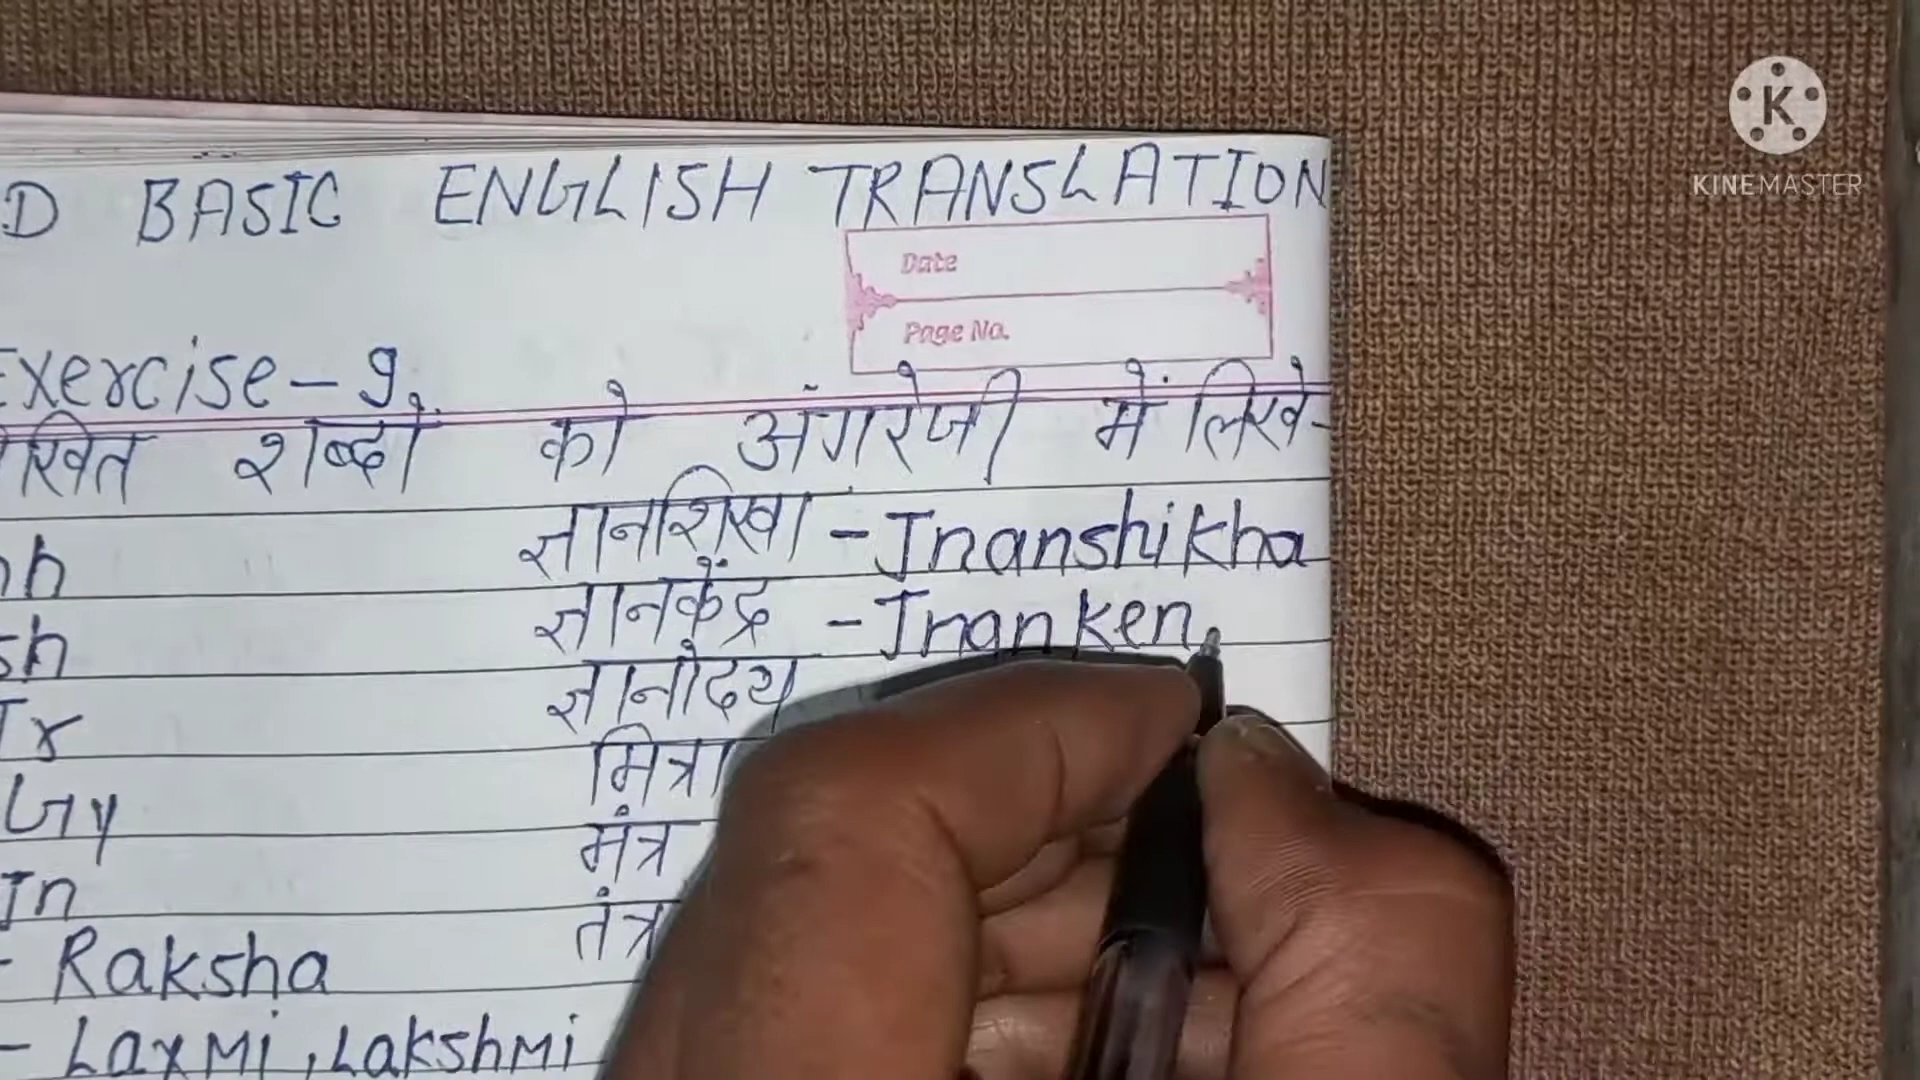 D BASIC ENGLISH TRANSLATION
Date
Page No.
Exercise - 9.
शब्दो को अंगरेजी में लिखे-
ज्ञानशिखा - Jnanshikha
ज्ञानकेंद्र - Jnanken
ज्ञानोदय
मित्रा
मंत्र
तंत्र
- Raksha
- Laxmi, Lakshmi
K
KINEMASTER